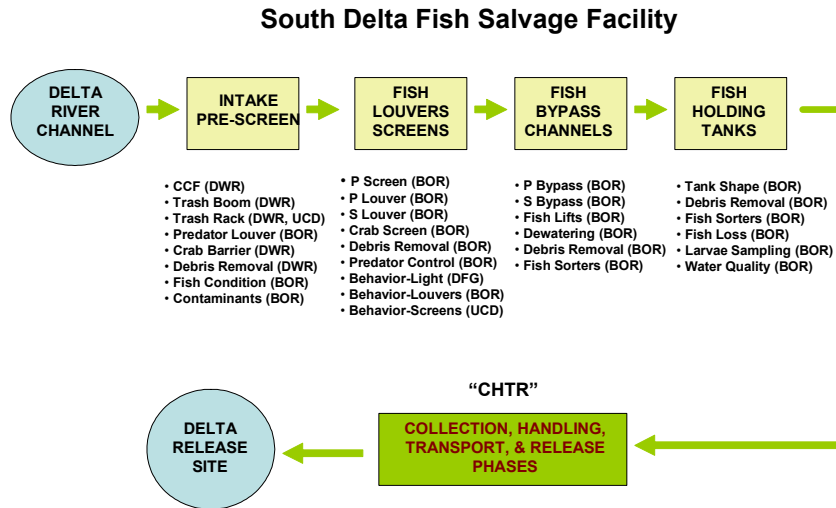 South Delta Fish Salvage Facility
DELTA
RIVER
CHANNEL
INTAKE
PRE-SCREEN
FISH
LOUVERS
SCREENS
FISH
BYPASS
CHANNELS
FISH
HOLDING
TANKS
• CCF (DWR)
• Trash Boom (DWR)
• Trash Rack (DWR, UCD)
• Predator Louver (BOR)
• Crab Barrier (DWR)
• Debris Removal (DWR)
• Fish Condition (BOR)
• Contaminants (BOR)
• P Screen (BOR)
• P Louver (BOR)
• S Louver (BOR)
• Crab Screen (BOR)
• Debris Removal (BOR)
• Predator Control (BOR)
• Behavior-Light (DFG)
• Behavior-Louvers (BOR)
• Behavior-Screens (UCD)
• P Bypass (BOR)
• S Bypass (BOR)
• Fish Lifts (BOR)
• Dewatering (BOR)
• Debris Removal (BOR)
• Fish Sorters (BOR)
• Tank Shape (BOR)
• Debris Removal (BOR)
• Fish Sorters (BOR)
• Fish Loss (BOR)
• Larvae Sampling (BOR)
• Water Quality (BOR)
“CHTR”
COLLECTION, HANDLING,
TRANSPORT, & RELEASE
PHASES
DELTA
RELEASE
SITE